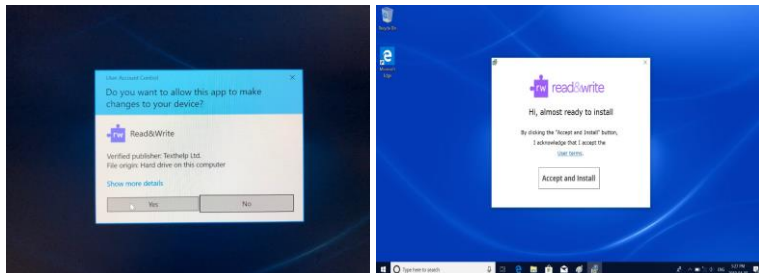 User Account Control
Do you want to allow this app to make
changes to your device?
rw Read&Write
Verified publisher: Texthelp Ltd.
File origin: Hard drive on this computer
Show more details
Yes
No
Recycle Bin
Microsoft
Edge
rw read&write
Hi, almost ready to install
By clicking the "Accept and Install" button,
I acknowledge that I accept the
User terms.
Accept and Install
Type here to search
ENG